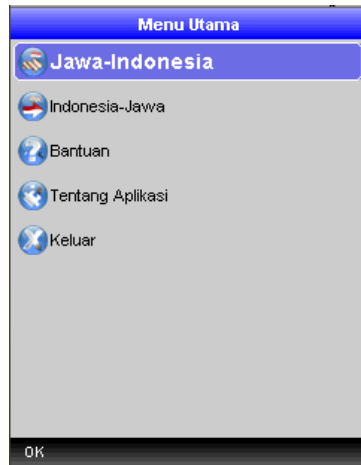 Menu Utama
Jawa-Indonesia
Indonesia-Jawa
Bantuan
Tentang Aplikasi
Keluar
OK